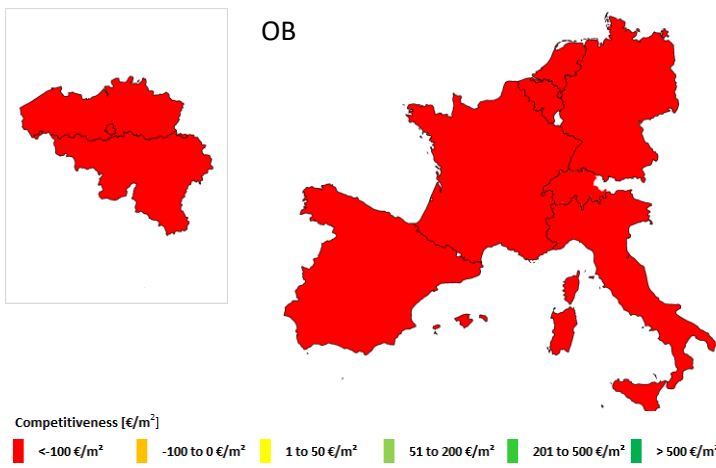 OB
Competitiveness [€/m²]
<-100 €/m²
-100 to 0 €/m²
1 to 50 €/m²
51 to 200 €/m²
201 to 500 €/m²
> 500 €/m²